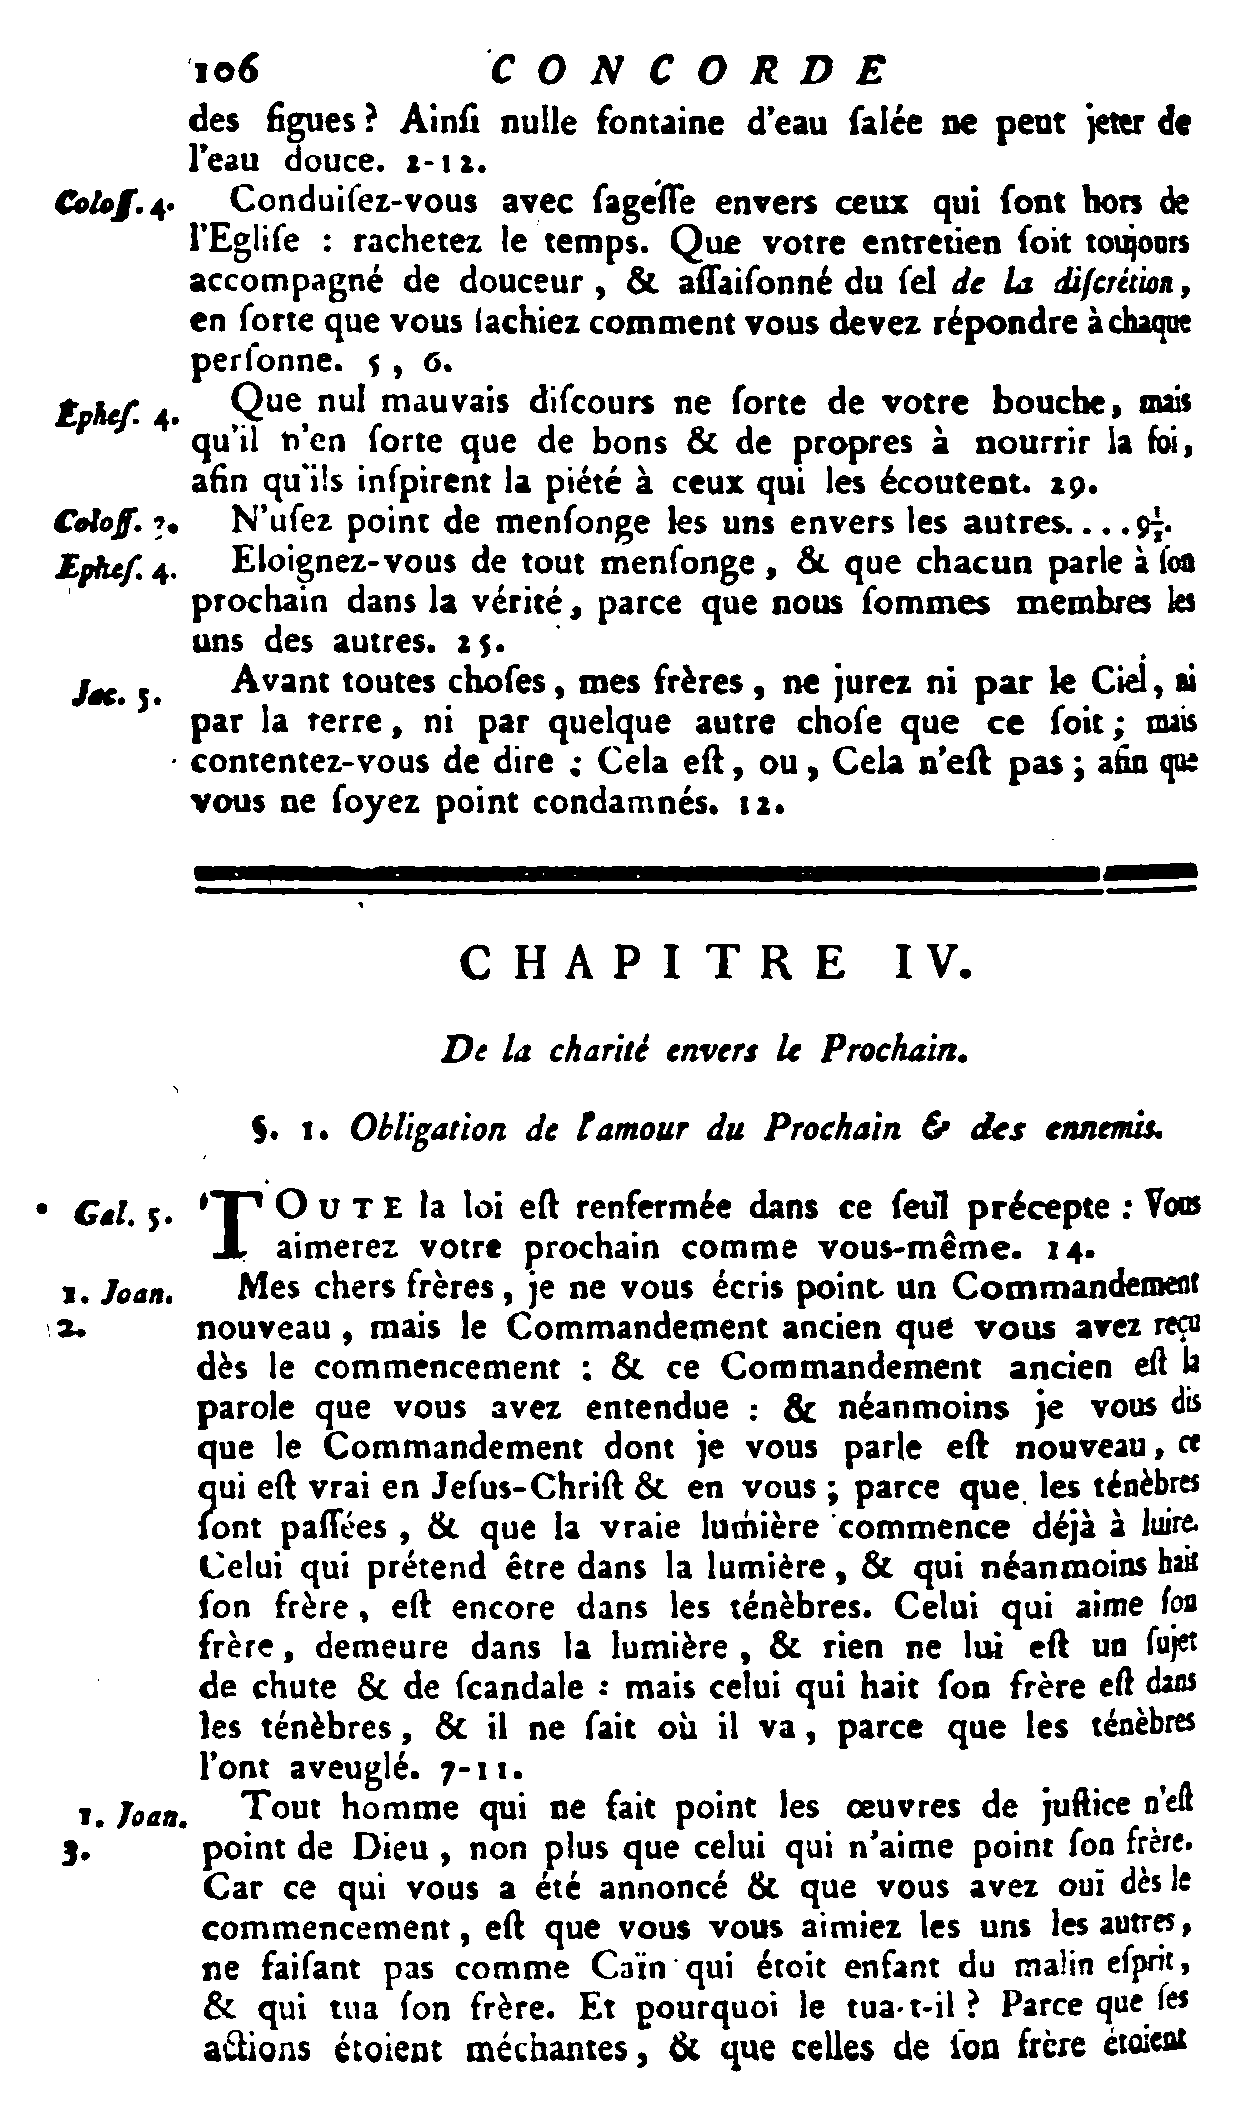 106 CONCORDE
des figues ? Ainſi nulle fontaine d'eau ſalée ne peut jeter de
l'eau douce. 2-12.
Coloſſ. 4. Conduiſez-vous avec ſageſſe envers ceux qui ſont hors de
l'Egliſe : rachetez le temps. Que votre entretien ſoit toujours
accompagné de douceur, & aſſaiſonné du ſel de la diſcrétion,
en ſorte que vous ſachiez comment vous devez répondre à chaque
perſonne. 5, 6.
Epheſ. 4. Que nul mauvais diſcours ne ſorte de votre bouche, mais
qu'il n'en ſorte que de bons & de propres à nourrir la foi,
afin qu'ils inſpirent la piété à ceux qui les écoutent. 29.
Coloſſ. 3. N'uſez point de menſonge les uns envers les autres.... 9½.
Epheſ. 4. Eloignez-vous de tout menſonge, & que chacun parle à ſon
prochain dans la vérité, parce que nous ſommes membres les
uns des autres. 25.
Jac. 5. Avant toutes choſes, mes frères, ne jurez ni par le Ciel, ni
par la terre, ni par quelque autre choſe que ce ſoit ; mais
contentez-vous de dire : Cela eſt, ou, Cela n'eſt pas ; afin que
vous ne ſoyez point condamnés. 12.
CHAPITRE IV.
De la charité envers le Prochain.
§. 1. Obligation de l'amour du Prochain & des ennemis.
Gal. 5. TOUTE la loi eſt renfermée dans ce ſeul précepte : Vous
aimerez votre prochain comme vous-même. 14.
1. Joan. Mes chers frères, je ne vous écris point un Commandement
2. nouveau, mais le Commandement ancien que vous avez reçu
dès le commencement : & ce Commandement ancien eſt la
parole que vous avez entendue : & néanmoins je vous dis
que le Commandement dont je vous parle eſt nouveau, ce
qui eſt vrai en Jeſus-Chriſt & en vous ; parce que les ténèbres
ſont paſſées, & que la vraie lumière commence déjà à luire.
Celui qui prétend être dans la lumière, & qui néanmoins hait
ſon frère, eſt encore dans les ténèbres. Celui qui aime ſon
frère, demeure dans la lumière, & rien ne lui eſt un ſujet
de chute & de ſcandale : mais celui qui hait ſon frère eſt dans
les ténèbres, & il ne ſait où il va, parce que les ténèbres
l'ont aveuglé. 7-11.
1. Joan. Tout homme qui ne fait point les œuvres de juſtice n'eſt
3. point de Dieu, non plus que celui qui n'aime point ſon frère.
Car ce qui vous a été annoncé & que vous avez ouï dès le
commencement, eſt que vous vous aimiez les uns les autres,
ne faiſant pas comme Caïn qui étoit enfant du malin eſprit,
& qui tua ſon frère. Et pourquoi le tua-t-il ? Parce que ſes
actions étoient méchantes, & que celles de ſon frère étoient